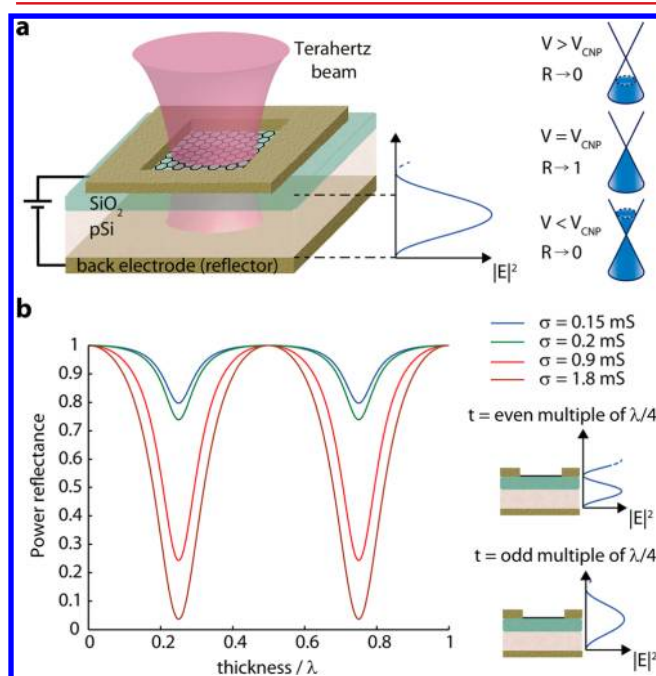 a
Terahertz
beam
SiO₂
pSi
back electrode (reflector)
|E|²
V > V_CNP
R → 0
V = V_CNP
R → 1
V < V_CNP
R → 0
b
Power reflectance
1
0.9
0.8
0.7
0.6
0.5
0.4
0.3
0.2
0.1
0
0
0.2
0.4
0.6
0.8
1
thickness / λ
σ = 0.15 mS
σ = 0.2 mS
σ = 0.9 mS
σ = 1.8 mS
t = even multiple of λ/4
|E|²
t = odd multiple of λ/4
|E|²